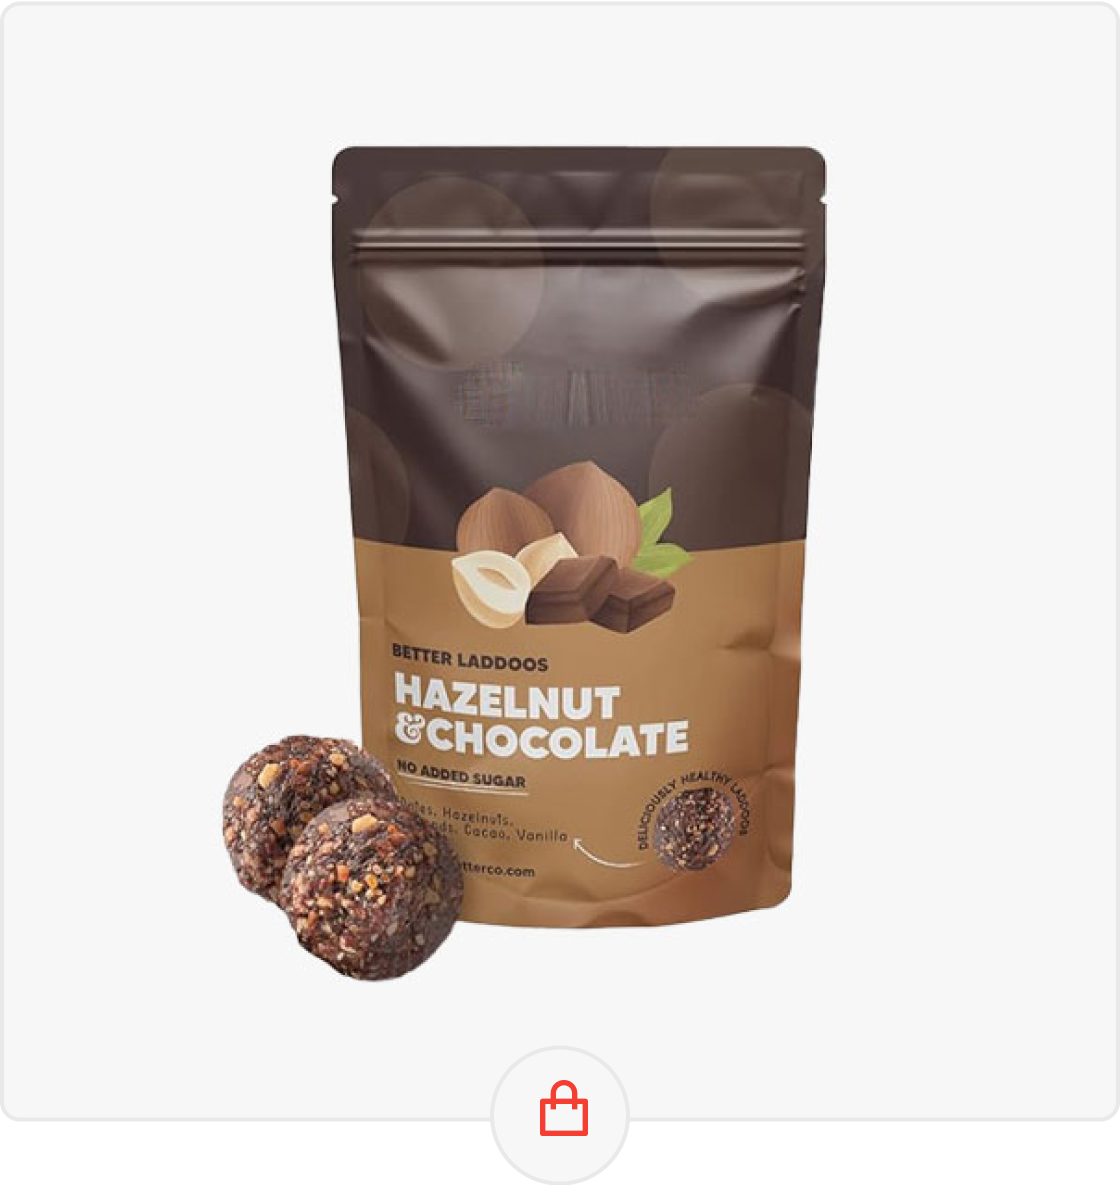 BETTER LADDOOS
HAZELNUT
&CHOCOLATE
NO ADDED SUGAR
Hazelnuts,
Cacao, Vanilla
DELICIOUSLY HEALTHY LADDOOS